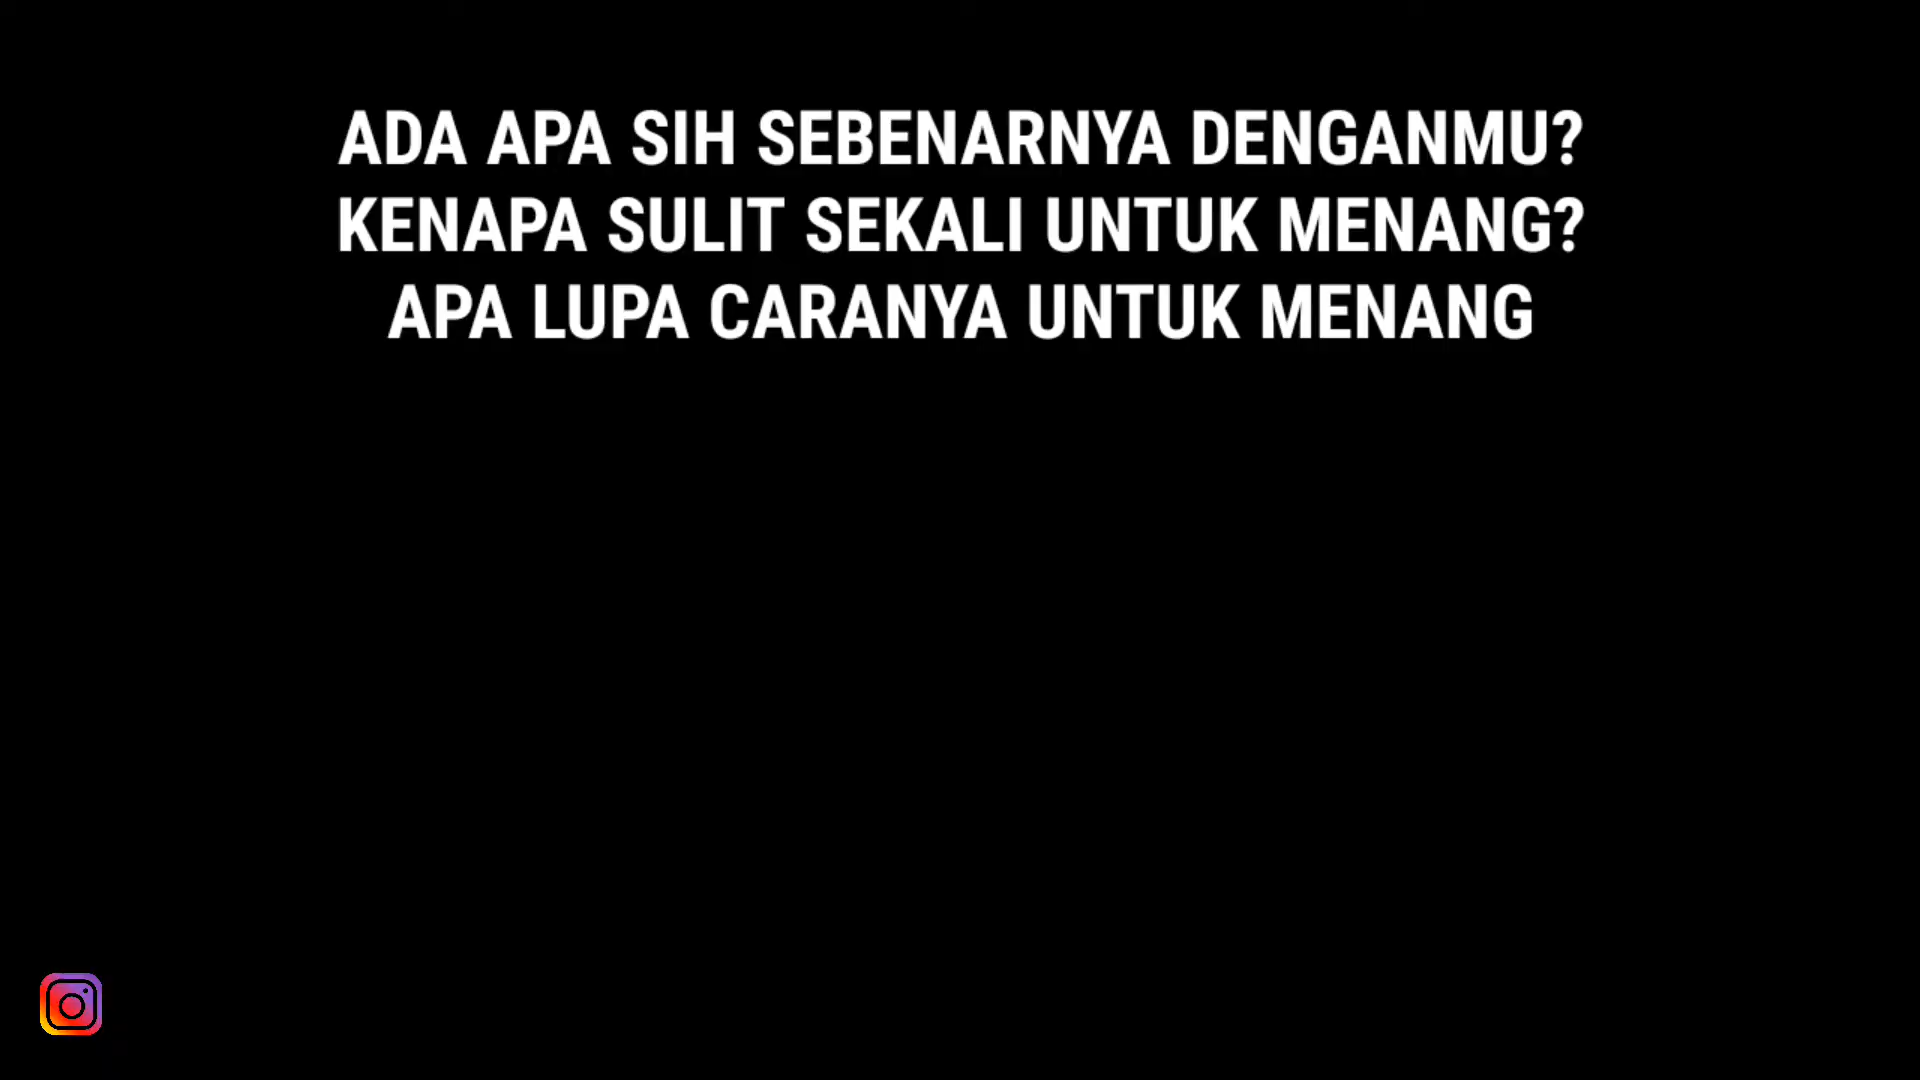 ADA APA SIH SEBENARNYA DENGANMU?
KENAPA SULIT SEKALI UNTUK MENANG?
APA LUPA CARANYA UNTUK MENANG